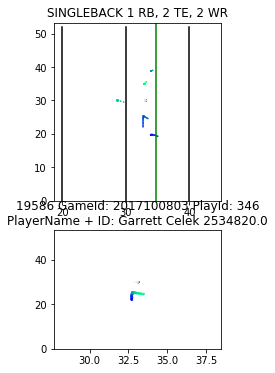 SINGLEBACK 1 RB, 2 TE, 2 WR
50
40
30
20
10
0
20 30 40
19586 GameId: 2017100803 PlayId: 346
PlayerName + ID: Garrett Celek 2534820.0
40
20
0
30.0 32.5 35.0 37.5